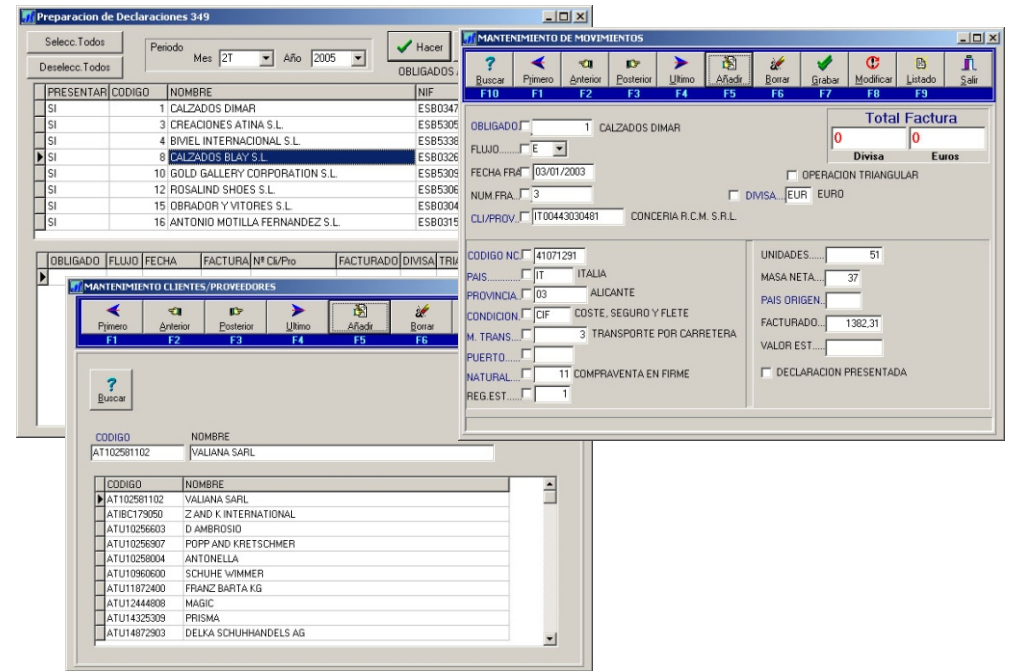 Preparacion de Declaraciones 349
Selecc.Todos
Deselecc.Todos
Periodo
Mes 2T Año 2005
Hacer
OBLIGADOS
PRESENTAR CODIGO NOMBRE NIF
SI 1 CALZADOS DIMAR ESB0347
SI 3 CREACIONES ATINA S.L. ESB5305
SI 4 BIVIEL INTERNACIONAL S.L. ESB5338
SI 8 CALZADOS BLAY S.L. ESB0326
SI 10 GOLD GALLERY CORPORATION S.L. ESB5309
SI 12 ROSALIND SHOES S.L. ESB5306
SI 15 OBRADOR Y VITORES S.L. ESB0304
SI 16 ANTONIO MOTILLA FERNANDEZ S.L. ESB0315
OBLIGADO FLUJO FECHA FACTURA Nº Cli/Pro FACTURADO DIVISA TRI
MANTENIMIENTO DE MOVIMIENTOS
Buscar Primero Anterior Posterior Ultimo Añadir Borrar Grabar Modificar Listado Salir
F10 F1 F2 F3 F4 F5 F6 F7 F8 F9
OBLIGADO 1 CALZADOS DIMAR
FLUJO....... E
FECHA FRA 03/01/2003
NUM.FRA.. 3
CLI/PROV.. IT00443030481 CONCERIA R.C.M. S.R.L.
Total Factura
0 0
Divisa Euros
OPERACION TRIANGULAR
DIVISA... EUR EURO
CODIGO NC. 41071291
PAIS............ IT ITALIA
PROVINCIA. 03 ALICANTE
CONDICION. CIF COSTE, SEGURO Y FLETE
M. TRANS... 3 TRANSPORTE POR CARRETERA
PUERTO.....
NATURAL.... 11 COMPRAVENTA EN FIRME
REG.EST..... 1
UNIDADES...... 51
MASA NETA.... 37
PAIS ORIGEN..
FACTURADO... 1382,31
VALOR EST.....
DECLARACION PRESENTADA
MANTENIMIENTO CLIENTES/PROVEEDORES
Primero Anterior Posterior Ultimo Añadir Borrar
F1 F2 F3 F4 F5 F6
Buscar
CODIGO NOMBRE
AT102581102 VALIANA SARL
CODIGO NOMBRE
AT102581102 VALIANA SARL
ATIBC179050 Z AND K INTERNATIONAL
ATU10256603 D AMBROSIO
ATU10256907 POPP AND KRETSCHMER
ATU10258004 ANTONELLA
ATU10960600 SCHUHE WIMMER
ATU11872400 FRANZ BARTA KG
ATU12444808 MAGIC
ATU14325309 PRISMA
ATU14872903 DELKA SCHUHHANDELS AG